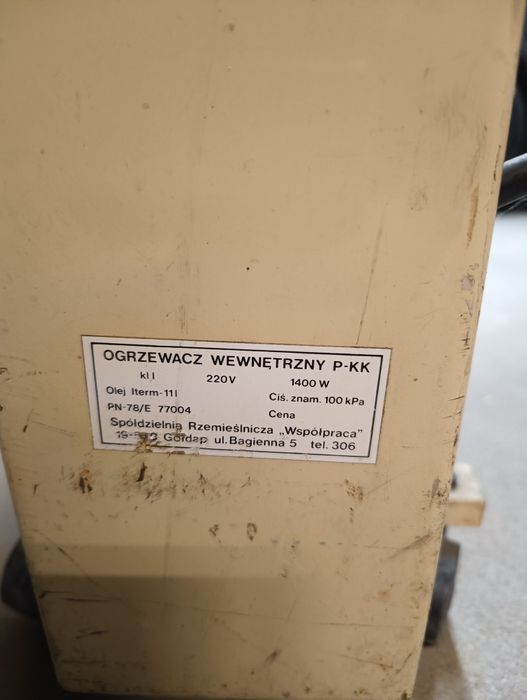 OGRZEWACZ WEWNĘTRZNY P-KK
kl I 220V 1400 W
Olej Iterm-11l Ciś. znam. 100 kPa
PN-78/E 77004 Cena
Spółdzielnia Rzemieślnicza „Współpraca"
Gołdap ul. Bagienna 5 tel. 306